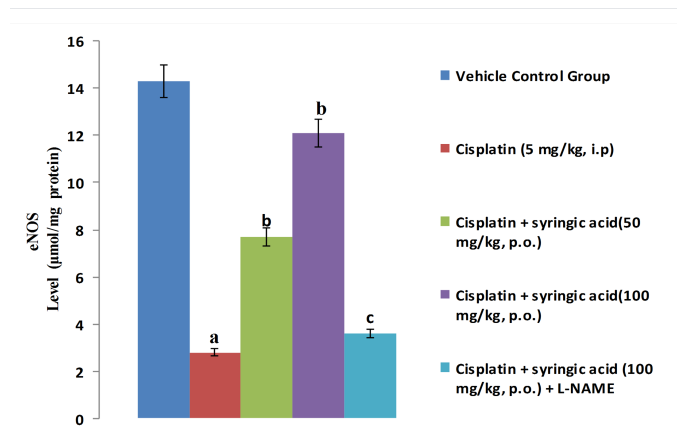 16
14
12
10
8
6
4
2
0
eNOS
Level (µmol/mg protein)
a
b
b
c
Vehicle Control Group
Cisplatin (5 mg/kg, i.p)
Cisplatin + syringic acid(50
mg/kg, p.o.)
Cisplatin + syringic acid(100
mg/kg, p.o.)
Cisplatin + syringic acid (100
mg/kg, p.o.) + L-NAME